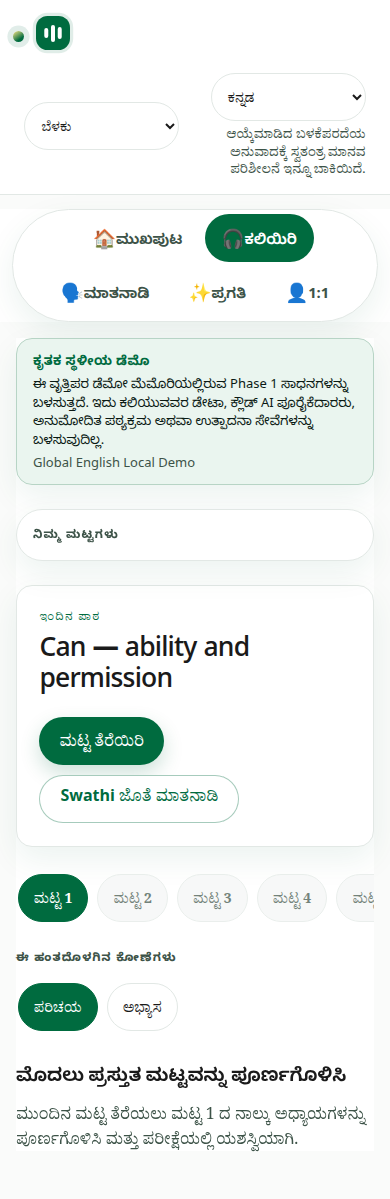 ಬೆಳಕು
ಕನ್ನಡ
ಆಯ್ಕೆಮಾಡಿದ ಬಳಕೆಪರದೆಯ
ಅನುವಾದಕ್ಕೆ ಸ್ವತಂತ್ರ ಮಾನವ
ಪರಿಶೀಲನೆ ಇನ್ನೂ ಬಾಕಿಯಿದೆ.
ಮುಖಪುಟ
ಕಲಿಯಿರಿ
ಮಾತನಾಡಿ
ಪ್ರಗತಿ
1:1
ಕೃತಕ ಸ್ಥಳೀಯ ಡೆಮೊ
ಈ ವೃತ್ತಿಪರ ಡೆಮೋ ಮೆಮೊರಿಯಲ್ಲಿರುವ Phase 1 ಸಾಧನಗಳನ್ನು
ಬಳಸುತ್ತದೆ. ಇದು ಕಲಿಯುವವರ ಡೇಟಾ, ಕ್ಲೌಡ್ AI ಪೂರೈಕೆದಾರರು,
ಅನುಮೋದಿತ ಪಠ್ಯಕ್ರಮ ಅಥವಾ ಉತ್ಪಾದನಾ ಸೇವೆಗಳನ್ನು
ಬಳಸುವುದಿಲ್ಲ.
Global English Local Demo
ನಿಮ್ಮ ಮಟ್ಟಗಳು
ಇಂದಿನ ಪಾಠ
Can — ability and
permission
ಮಟ್ಟ ತೆರೆಯಿರಿ
Swathi ಜೊತೆ ಮಾತನಾಡಿ
ಮಟ್ಟ 1
ಮಟ್ಟ 2
ಮಟ್ಟ 3
ಮಟ್ಟ 4
ಈ ಹಂತದೊಳಗಿನ ಕೋಣೆಗಳು
ಪರಿಚಯ
ಅಭ್ಯಾಸ
ಮೊದಲು ಪ್ರಸ್ತುತ ಮಟ್ಟವನ್ನು ಪೂರ್ಣಗೊಳಿಸಿ
ಮುಂದಿನ ಮಟ್ಟ ತೆರೆಯಲು ಮಟ್ಟ 1 ದ ನಾಲ್ಕು ಅಧ್ಯಾಯಗಳನ್ನು
ಪೂರ್ಣಗೊಳಿಸಿ ಮತ್ತು ಪರೀಕ್ಷೆಯಲ್ಲಿ ಯಶಸ್ವಿಯಾಗಿ.